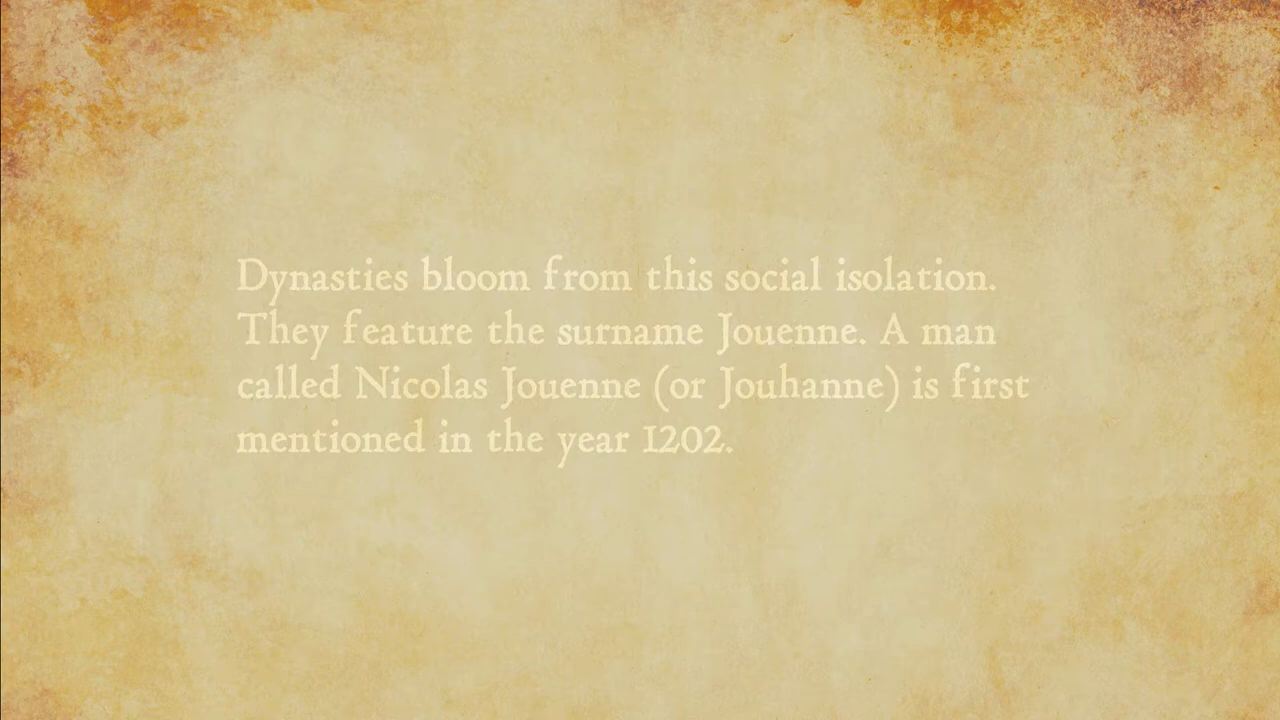 Dynasties bloom from this social isolation.
They feature the surname Jouenne. A man
called Nicolas Jouenne (or Jouhanne) is first
mentioned in the year 1202.